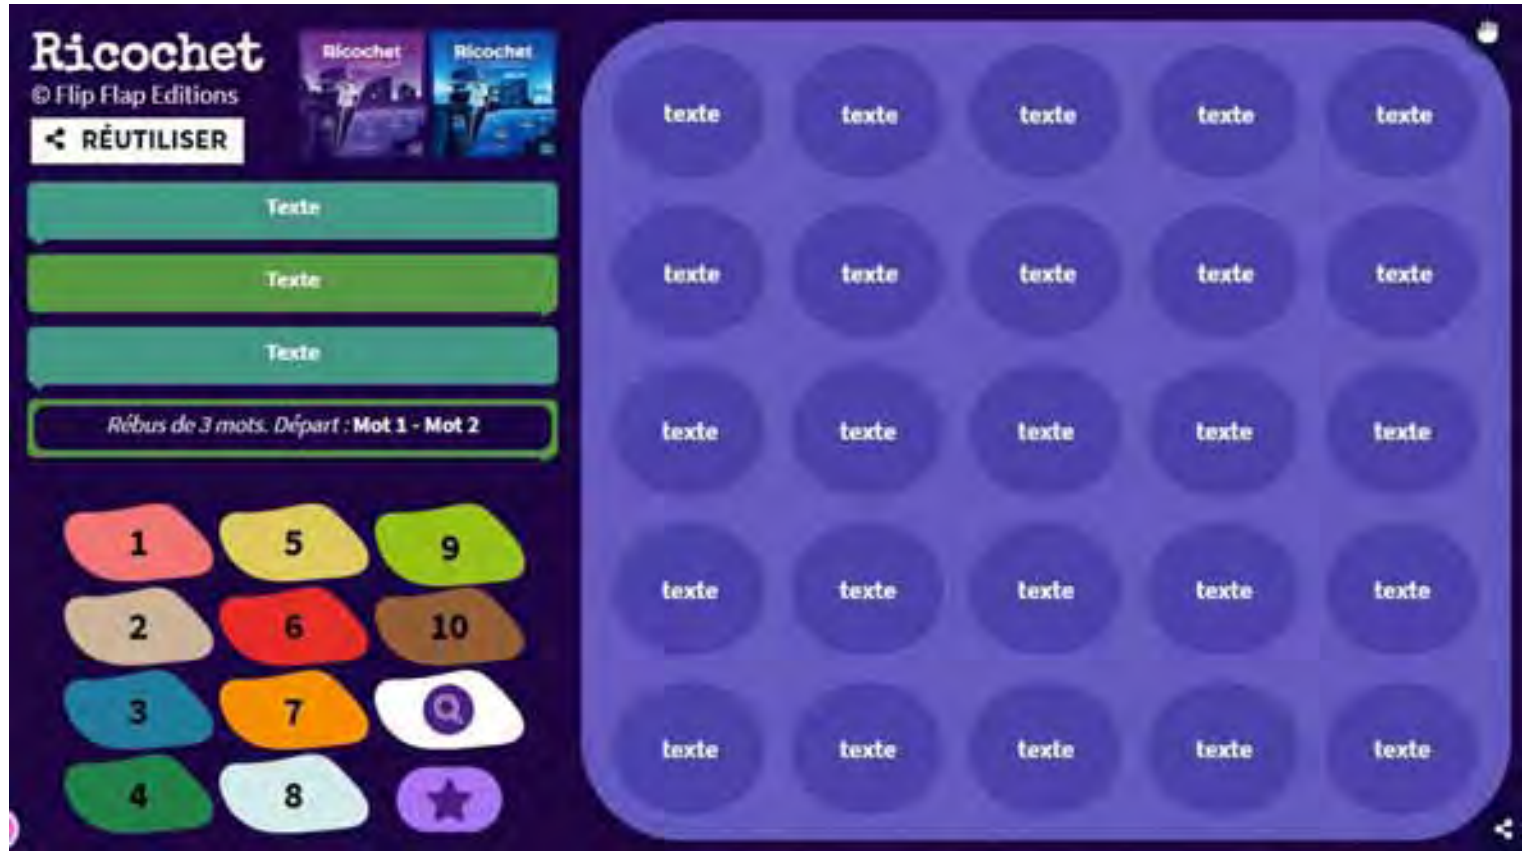 Ricochet
© Flip Flap Editions
RÉUTILISER
Ricochet
Ricochet
Texte
Texte
Texte
Rébus de 3 mots. Départ : Mot 1 - Mot 2
1 5 9
2 6 10
3 7
4 8
texte texte texte texte texte
texte texte texte texte texte
texte texte texte texte texte
texte texte texte texte texte
texte texte texte texte texte